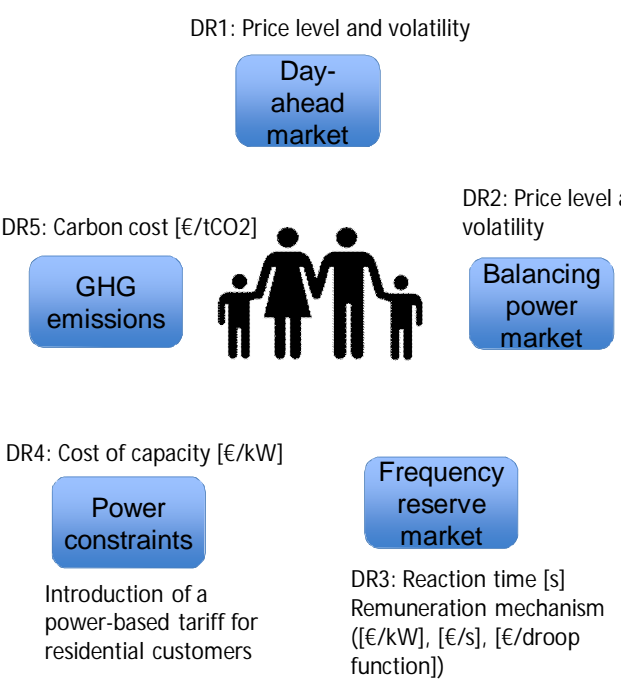 DR1: Price level and volatility
Day-
ahead
market
DR2: Price level
volatility
DR5: Carbon cost [€/tCO2]
GHG
emissions
Balancing
power
market
DR4: Cost of capacity [€/kW]
Power
constraints
Frequency
reserve
market
Introduction of a
power-based tariff for
residential customers
DR3: Reaction time [s]
Remuneration mechanism
([€/kW], [€/s], [€/droop
function])